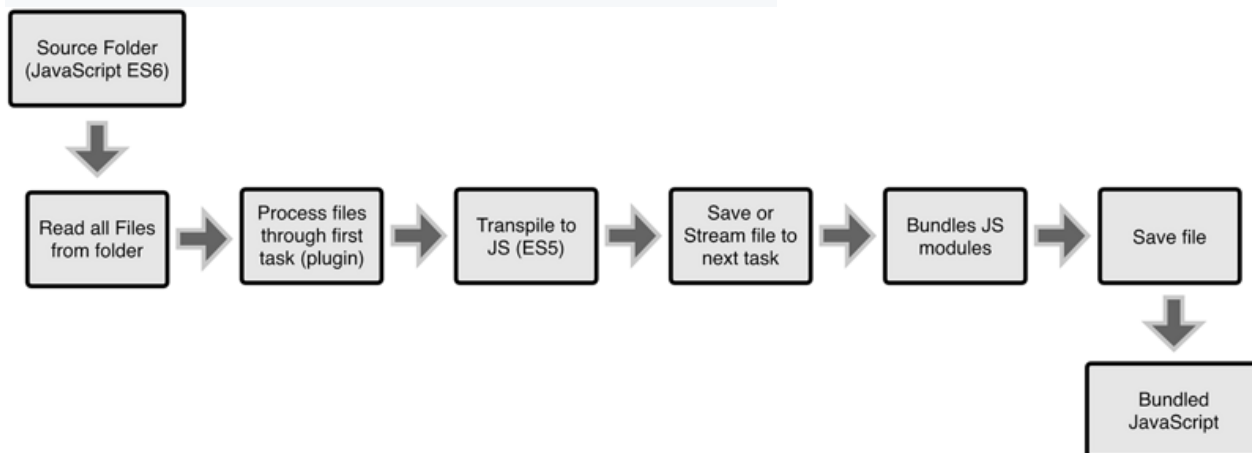 Source Folder
(JavaScript ES6)
Read all Files
from folder
Process files
through first
task (plugin)
Transpile to
JS (ES5)
Save or
Stream file to
next task
Bundles JS
modules
Save file
Bundled
JavaScript